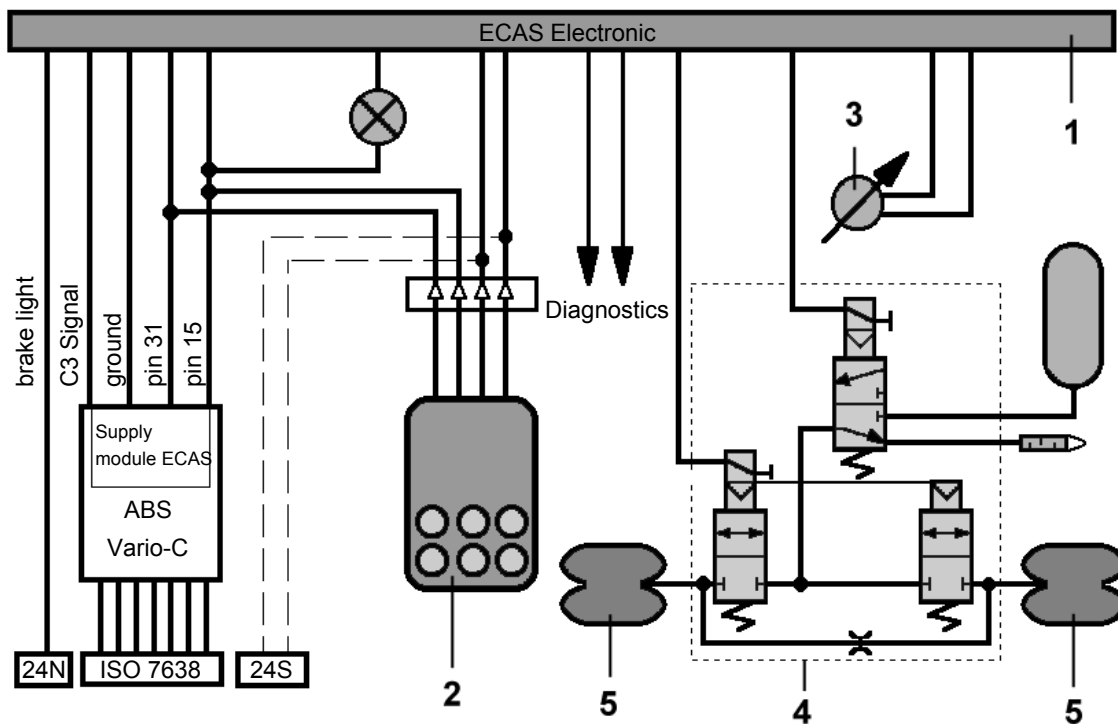 ECAS Electronic
3
1
brake light
C3 Signal
ground
pin 31
pin 15
Diagnostics
Supply
module ECAS
ABS
Vario-C
24N
ISO 7638
24S
2
5
4
5